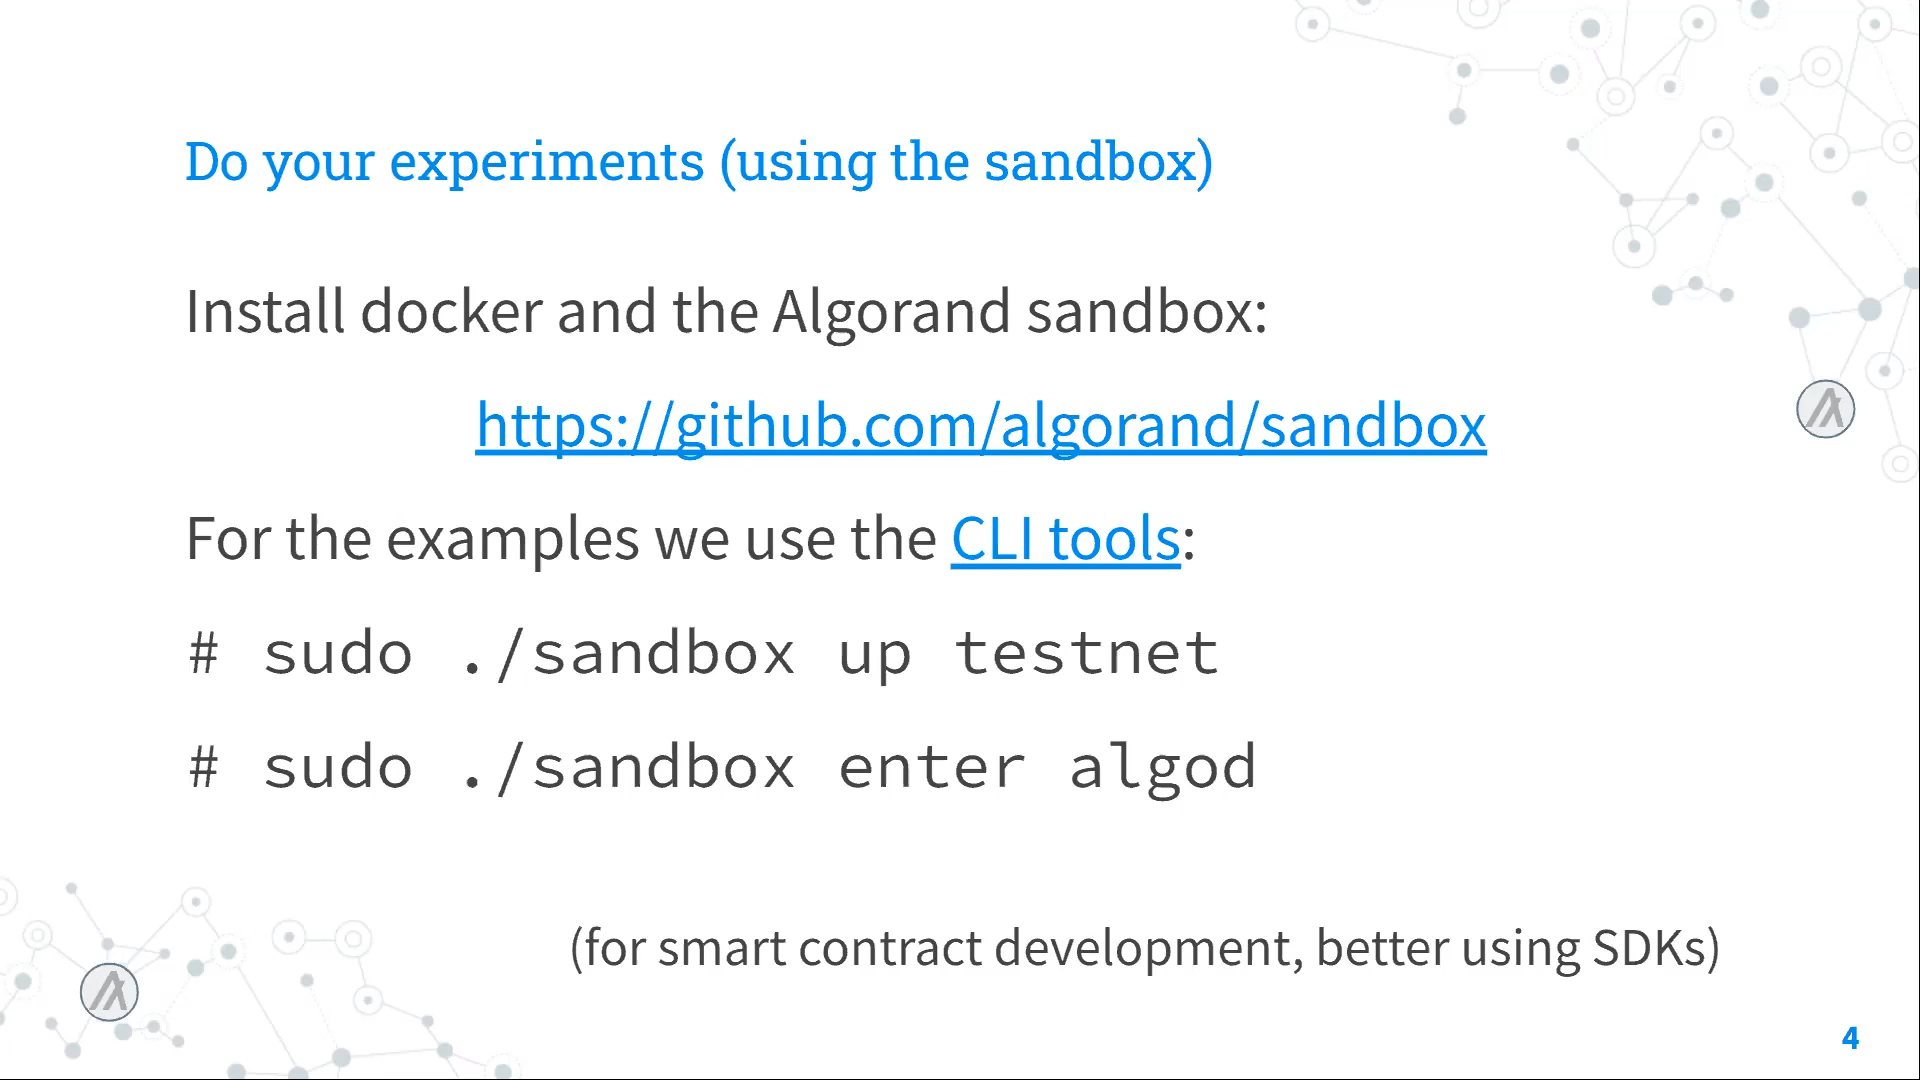 Do your experiments (using the sandbox)
Install docker and the Algorand sandbox:
https://github.com/algorand/sandbox
For the examples we use the CLI tools:
# sudo ./sandbox up testnet
# sudo ./sandbox enter algod
(for smart contract development, better using SDKs)
4